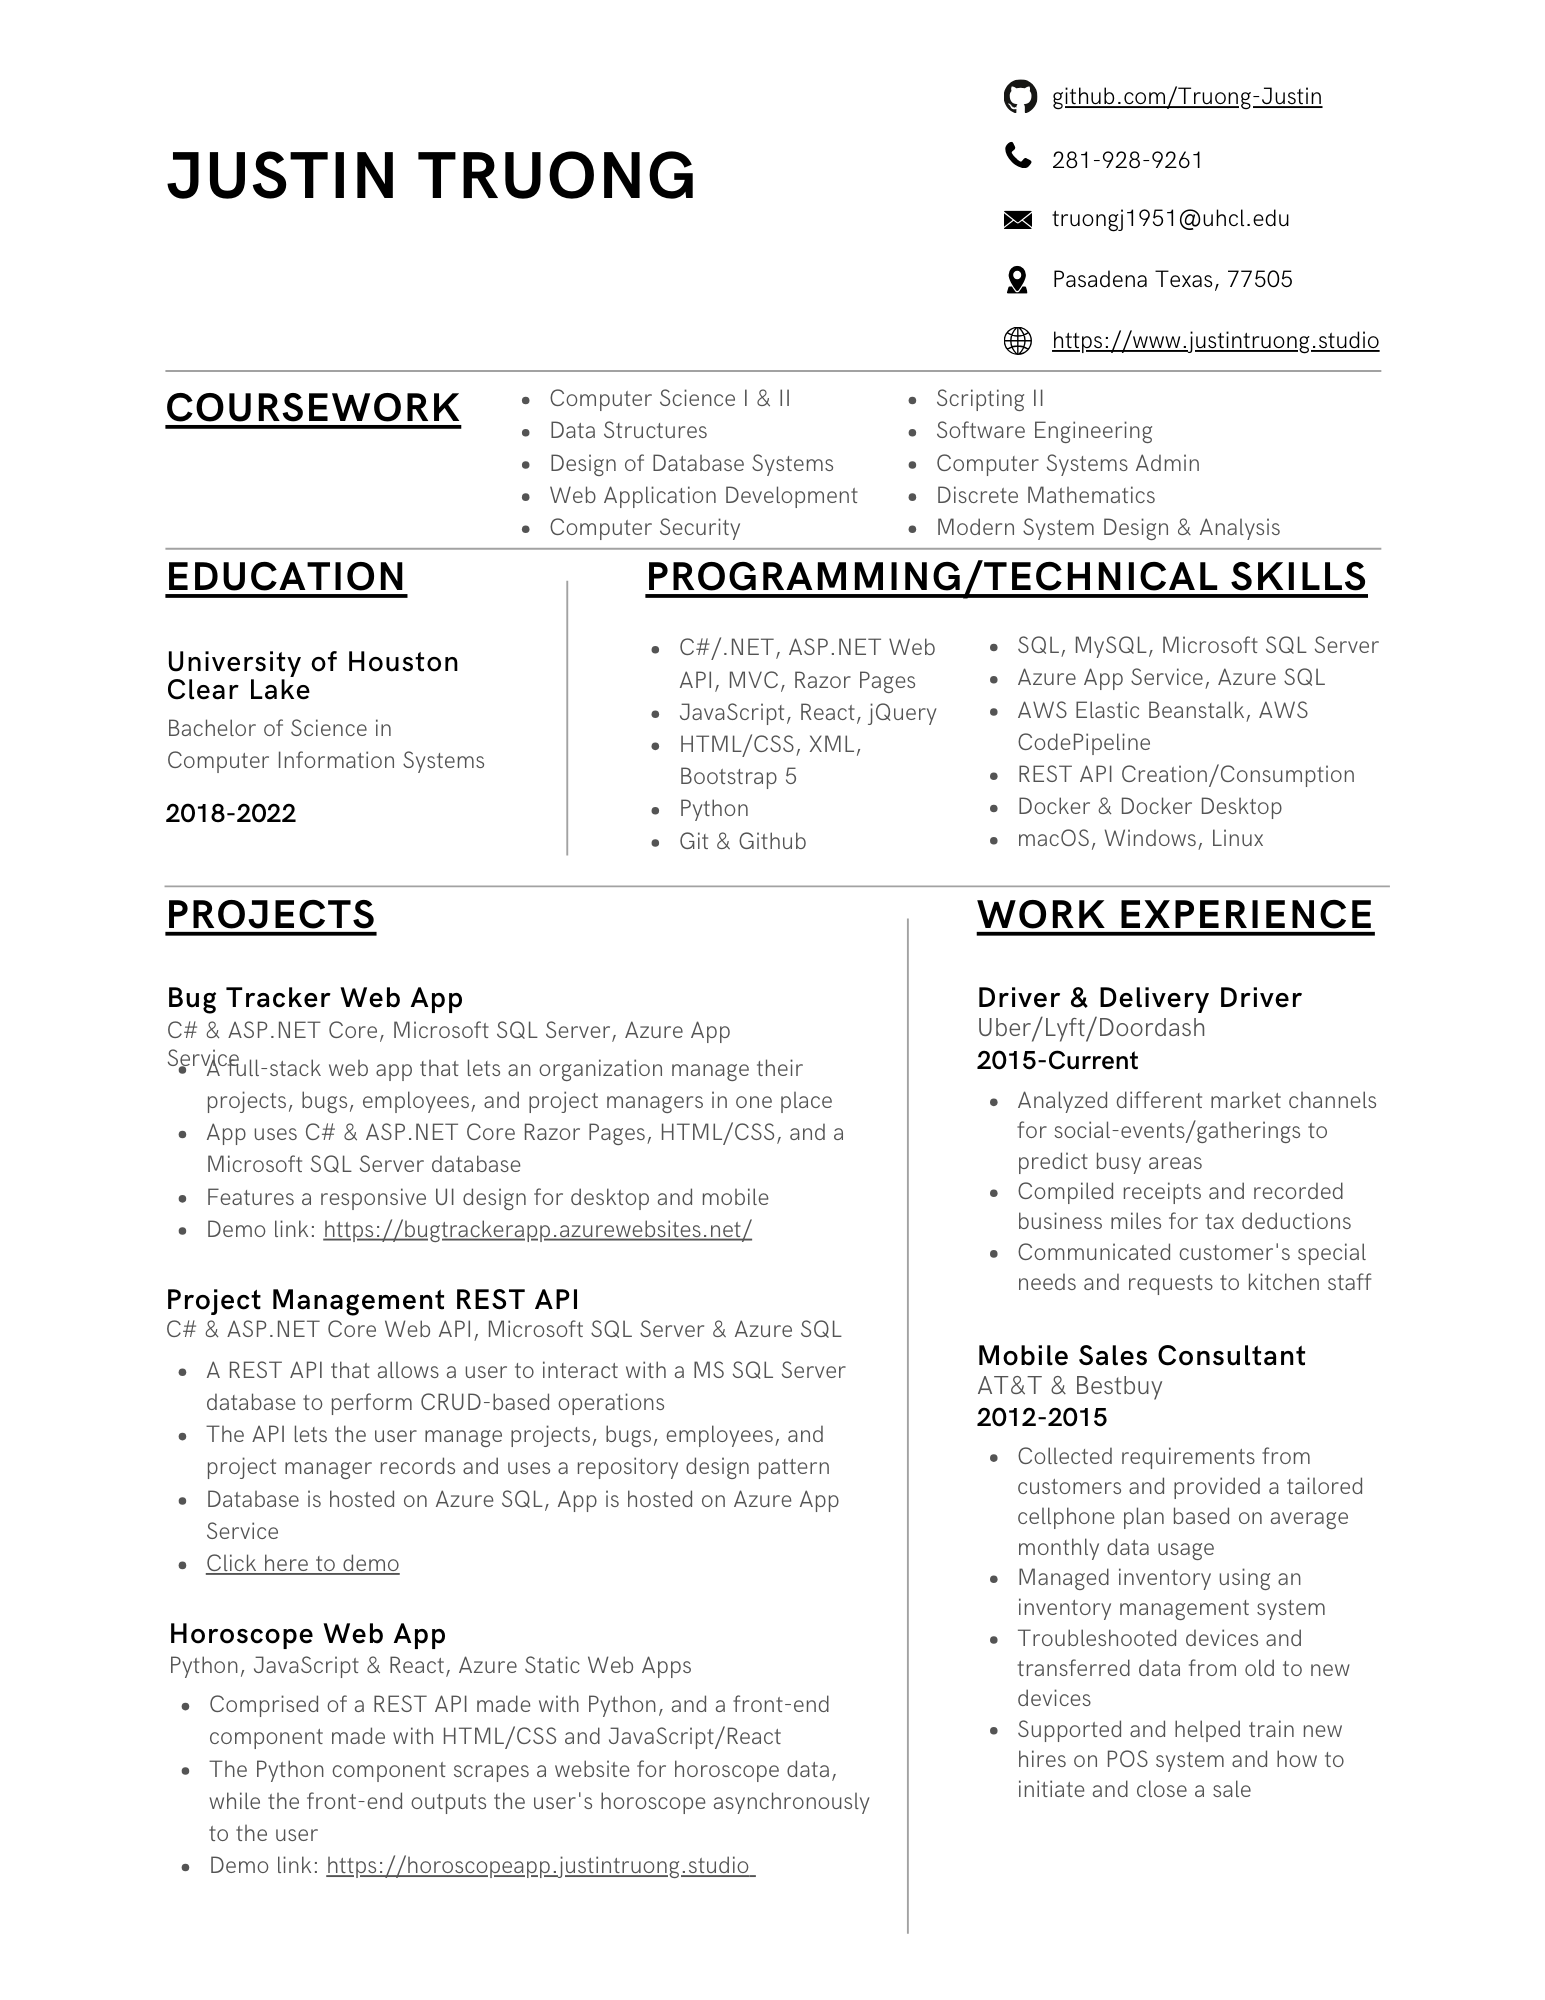 JUSTIN TRUONG
github.com/Truong-Justin
281-928-9261
truongj1951@uhcl.edu
Pasadena Texas, 77505
https://www.justintruong.studio
COURSEWORK
• Computer Science I & II
• Data Structures
• Design of Database Systems
• Web Application Development
• Computer Security
• Scripting II
• Software Engineering
• Computer Systems Admin
• Discrete Mathematics
• Modern System Design & Analysis
EDUCATION
University of Houston
Clear Lake
Bachelor of Science in
Computer Information Systems
2018-2022
PROGRAMMING/TECHNICAL SKILLS
• C#/.NET, ASP.NET Web
API, MVC, Razor Pages
• JavaScript, React, jQuery
• HTML/CSS, XML,
Bootstrap 5
• Python
• Git & Github
• SQL, MySQL, Microsoft SQL Server
• Azure App Service, Azure SQL
• AWS Elastic Beanstalk, AWS
CodePipeline
• REST API Creation/Consumption
• Docker & Docker Desktop
• macOS, Windows, Linux
PROJECTS
Bug Tracker Web App
C# & ASP.NET Core, Microsoft SQL Server, Azure App
Service
• A full-stack web app that lets an organization manage their
projects, bugs, employees, and project managers in one place
• App uses C# & ASP.NET Core Razor Pages, HTML/CSS, and a
Microsoft SQL Server database
• Features a responsive UI design for desktop and mobile
• Demo link: https://bugtrackerapp.azurewebsites.net/
Project Management REST API
C# & ASP.NET Core Web API, Microsoft SQL Server & Azure SQL
• A REST API that allows a user to interact with a MS SQL Server
database to perform CRUD-based operations
• The API lets the user manage projects, bugs, employees, and
project manager records and uses a repository design pattern
• Database is hosted on Azure SQL, App is hosted on Azure App
Service
• Click here to demo
Horoscope Web App
Python, JavaScript & React, Azure Static Web Apps
• Comprised of a REST API made with Python, and a front-end
component made with HTML/CSS and JavaScript/React
• The Python component scrapes a website for horoscope data,
while the front-end outputs the user's horoscope asynchronously
to the user
• Demo link: https://horoscopeapp.justintruong.studio
WORK EXPERIENCE
Driver & Delivery Driver
Uber/Lyft/Doordash
2015-Current
• Analyzed different market channels
for social-events/gatherings to
predict busy areas
• Compiled receipts and recorded
business miles for tax deductions
• Communicated customer's special
needs and requests to kitchen staff
Mobile Sales Consultant
AT&T & Bestbuy
2012-2015
• Collected requirements from
customers and provided a tailored
cellphone plan based on average
monthly data usage
• Managed inventory using an
inventory management system
• Troubleshooted devices and
transferred data from old to new
devices
• Supported and helped train new
hires on POS system and how to
initiate and close a sale